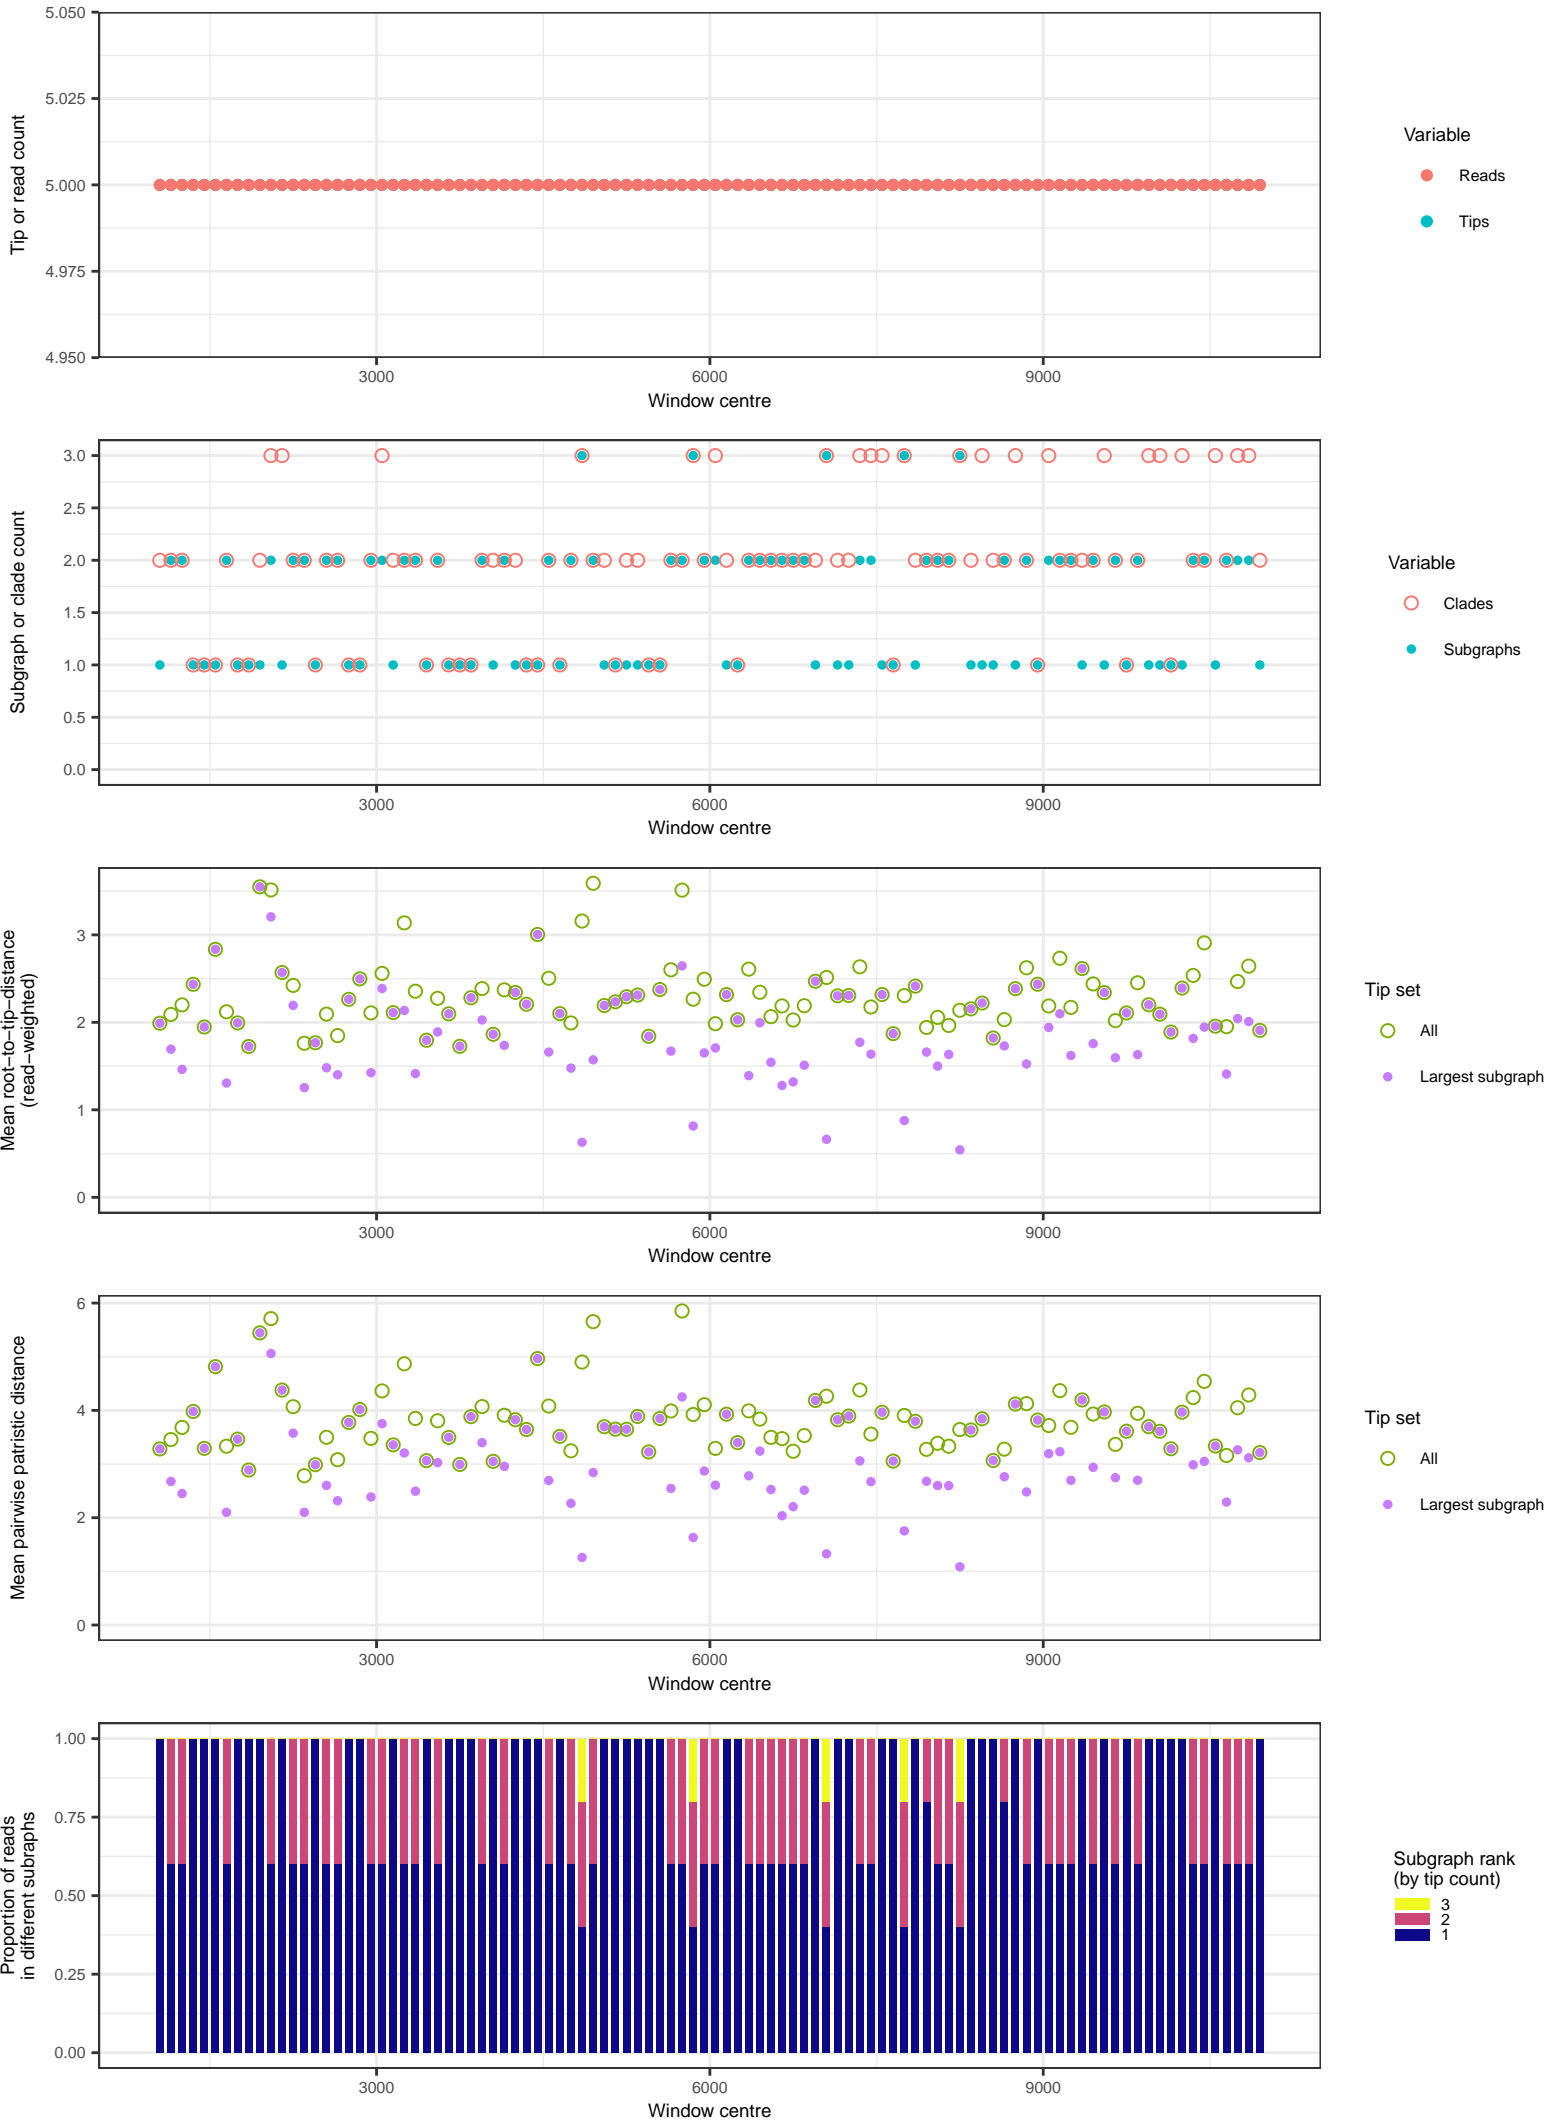 5.050
5.025
5.000
4.975
4.950
Tip or read count
3000 6000 9000
Window centre
Variable
Reads
Tips
3.0
2.5
2.0
1.5
1.0
0.5
0.0
Subgraph or clade count
3000 6000 9000
Window centre
Variable
Clades
Subgraphs
3
2
1
0
Mean root−to−tip−distance
(read−weighted)
3000 6000 9000
Window centre
Tip set
All
Largest subgraph
6
4
2
0
Mean pairwise patristic distance
3000 6000 9000
Window centre
Tip set
All
Largest subgraph
1.00
0.75
0.50
0.25
0.00
Proportion of reads
in different subraphs
3000 6000 9000
Window centre
Subgraph rank
(by tip count)
3
2
1